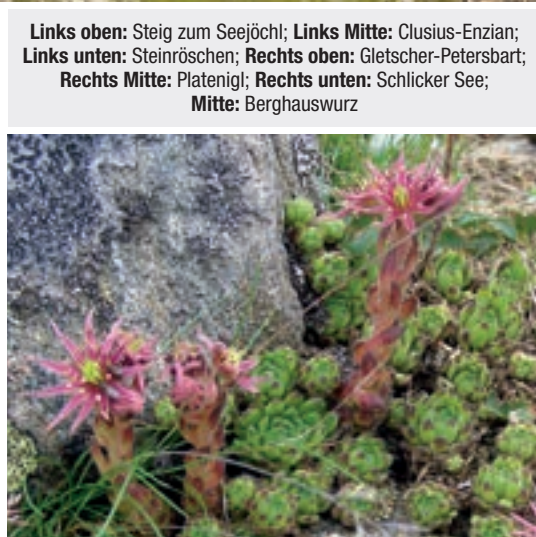 Links oben: Steig zum Seejöchl; Links Mitte: Clusius-Enzian;
Links unten: Steinröschen; Rechts oben: Gletscher-Petersbart;
Rechts Mitte: Platenigl; Rechts unten: Schlicker See;
Mitte: Berghauswurz